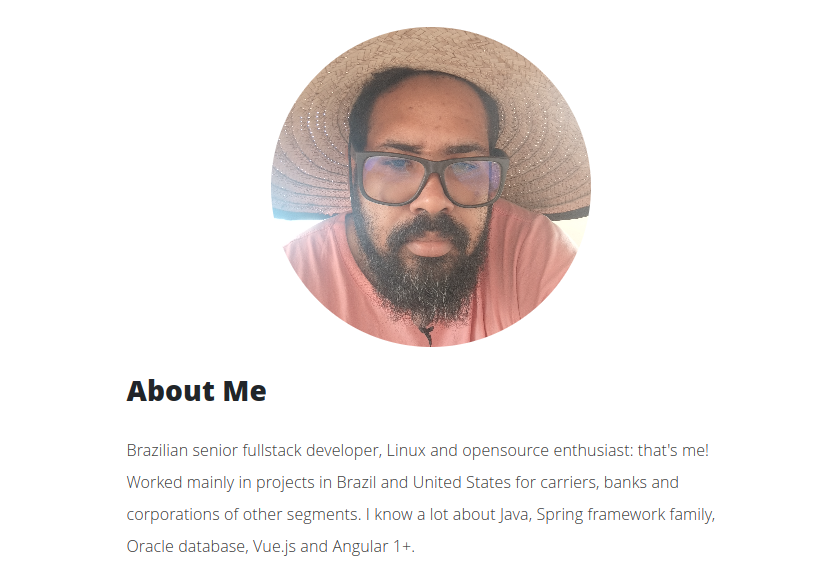 About Me
Brazilian senior fullstack developer, Linux and opensource enthusiast: that's me!
Worked mainly in projects in Brazil and United States for carriers, banks and
corporations of other segments. I know a lot about Java, Spring framework family,
Oracle database, Vue.js and Angular 1+.